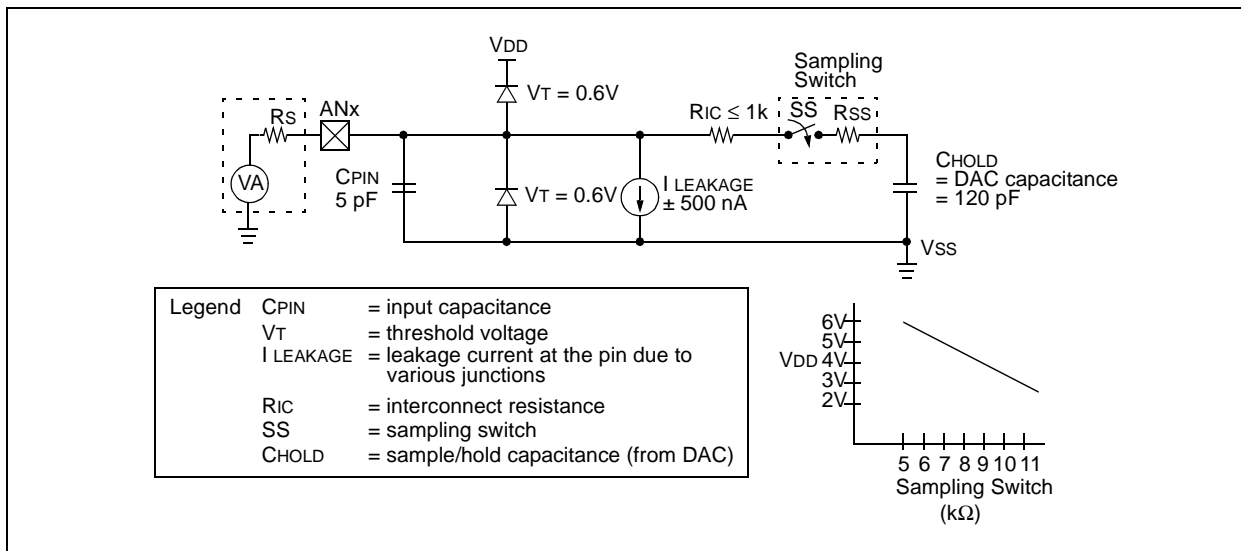 VDD
VT = 0.6V
Sampling
Switch
RS
ANx
RIC ≤ 1k
SS
RSS
VA
CPIN
5 pF
VT = 0.6V
I LEAKAGE
± 500 nA
CHOLD
= DAC capacitance
= 120 pF
VSS
Legend CPIN = input capacitance
VT = threshold voltage
I LEAKAGE = leakage current at the pin due to
various junctions
RIC = interconnect resistance
SS = sampling switch
CHOLD = sample/hold capacitance (from DAC)
6V
5V
VDD 4V
3V
2V
5 6 7 8 9 10 11
Sampling Switch
(kΩ)